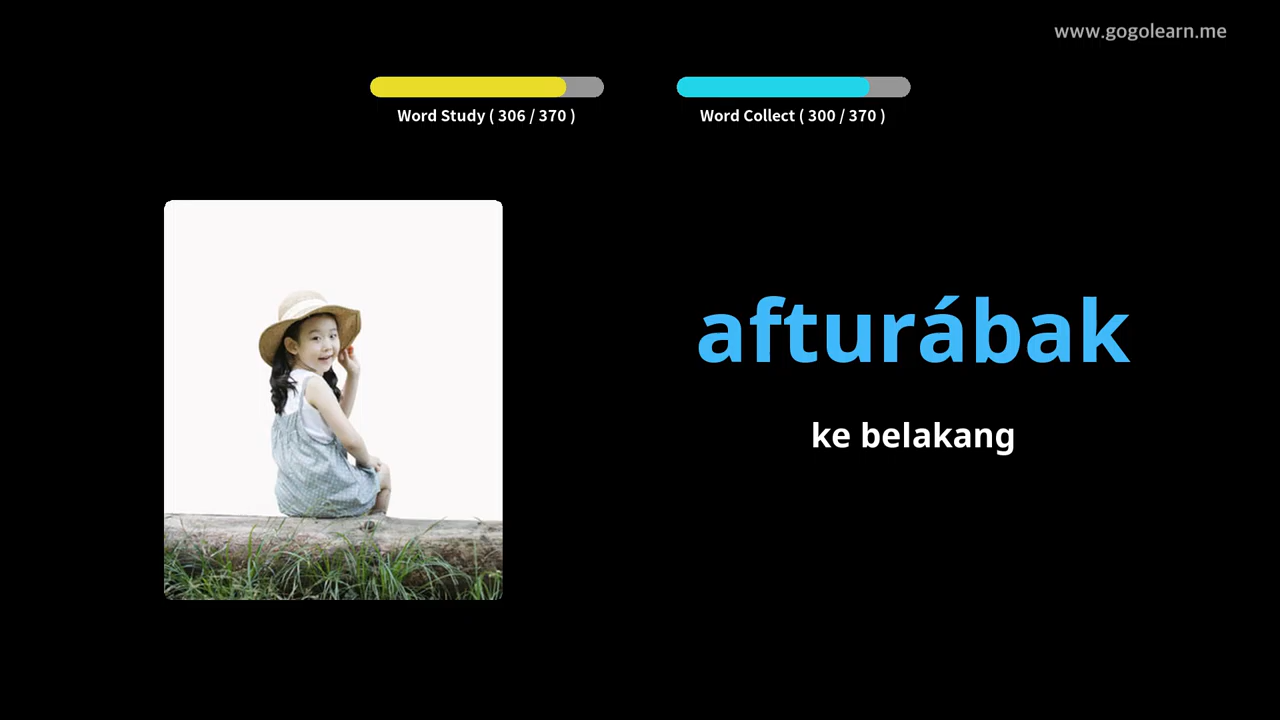 www.gogolearn.me
Word Study ( 306 / 370 )
Word Collect ( 300 / 370 )
afturábak
ke belakang